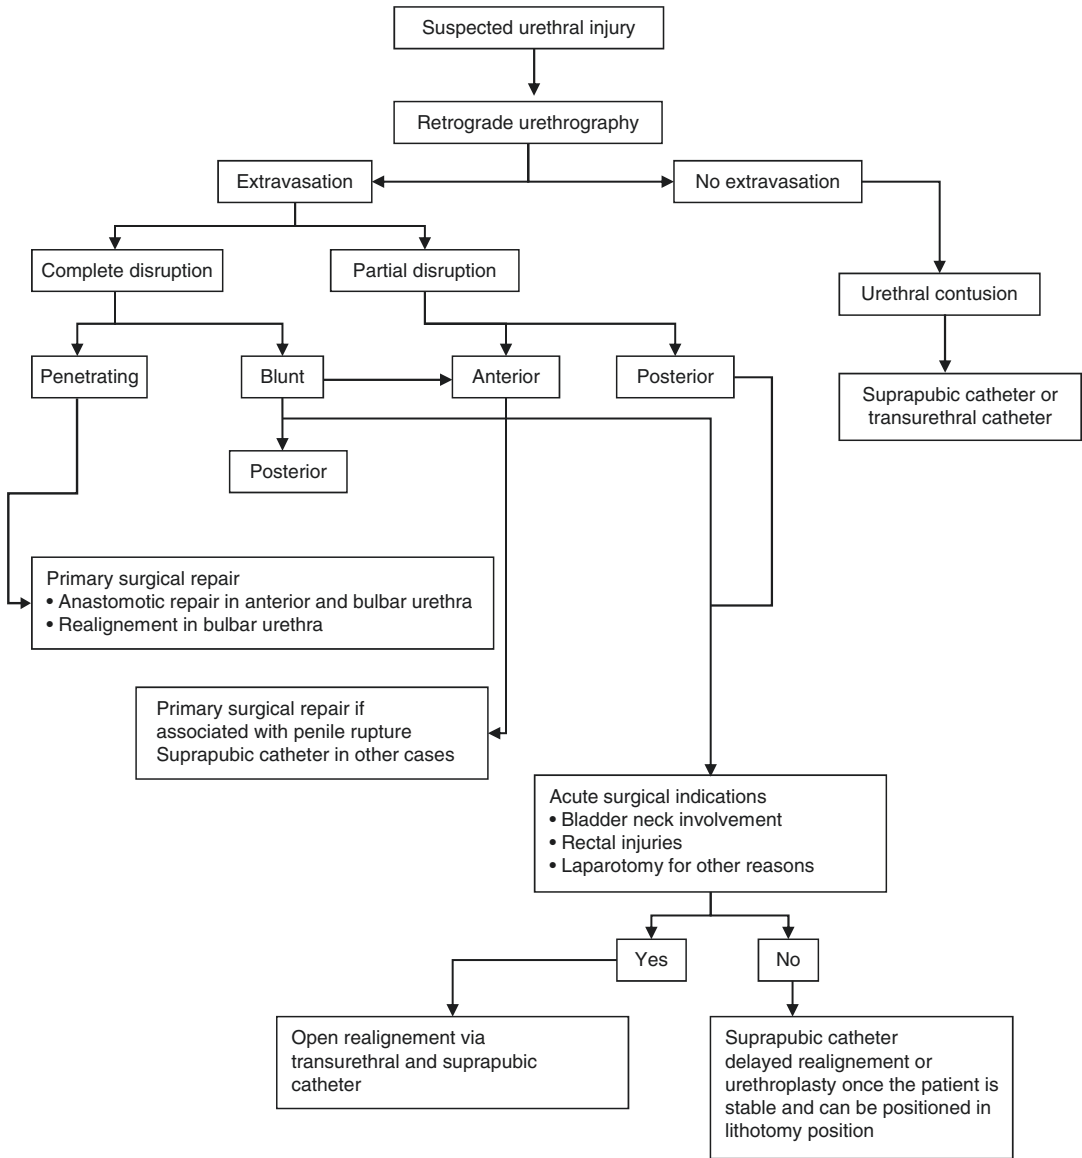 Suspected urethral injury
Retrograde urethrography
Extravasation
No extravasation
Complete disruption
Partial disruption
Urethral contusion
Penetrating
Blunt
Anterior
Posterior
Suprapubic catheter or
transurethral catheter
Posterior
Primary surgical repair
• Anastomotic repair in anterior and bulbar urethra
• Realignement in bulbar urethra
Primary surgical repair if
associated with penile rupture
Suprapubic catheter in other cases
Acute surgical indications
• Bladder neck involvement
• Rectal injuries
• Laparotomy for other reasons
Yes
No
Open realignement via
transurethral and suprapubic
catheter
Suprapubic catheter
delayed realignement or
urethroplasty once the patient is
stable and can be positioned in
lithotomy position